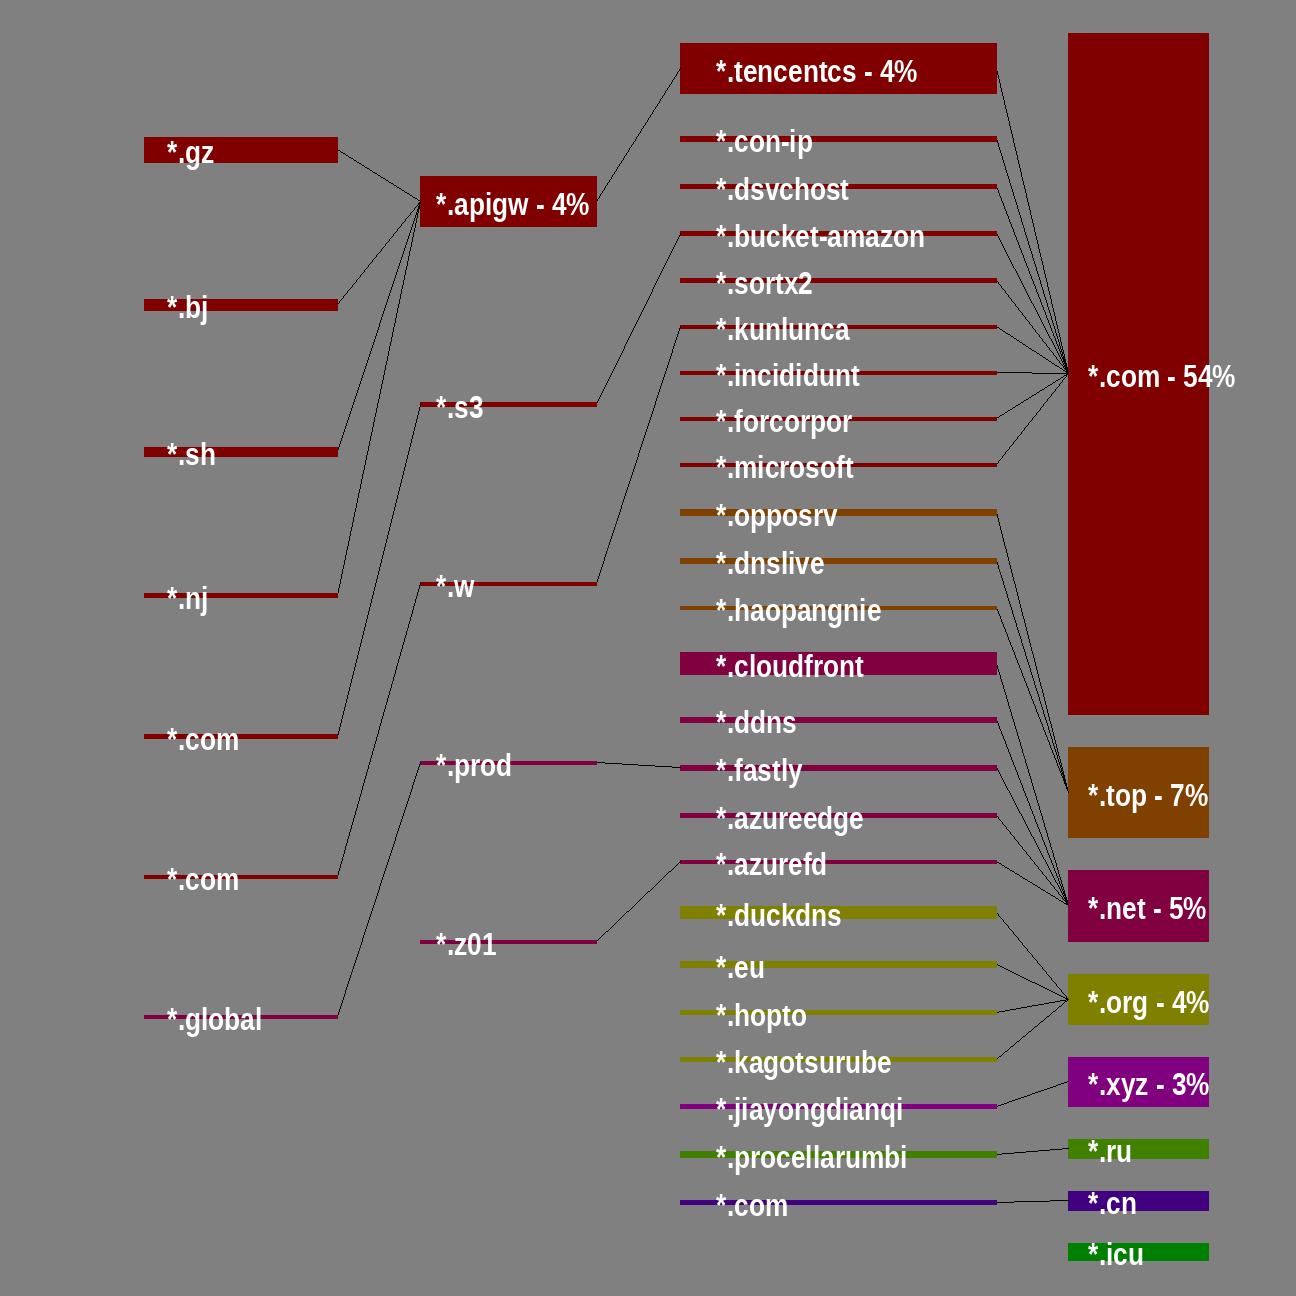 *.gz
*.bj
*.sh
*.nj
*.com
*.com
*.global
*.apigw - 4%
*.s3
*.w
*.prod
*.z01
*.tencentcs - 4%
*.con-ip
*.dsvchost
*.bucket-amazon
*.sortx2
*.kunlunca
*.incididunt
*.forcorpor
*.microsoft
*.opposrv
*.dnslive
*.haopangnie
*.cloudfront
*.ddns
*.fastly
*.azureedge
*.azurefd
*.duckdns
*.eu
*.hopto
*.kagotsurube
*.jiayongdianqi
*.procellarumbi
*.com
*.com - 54%
*.top - 7%
*.net - 5%
*.org - 4%
*.xyz - 3%
*.ru
*.cn
*.icu